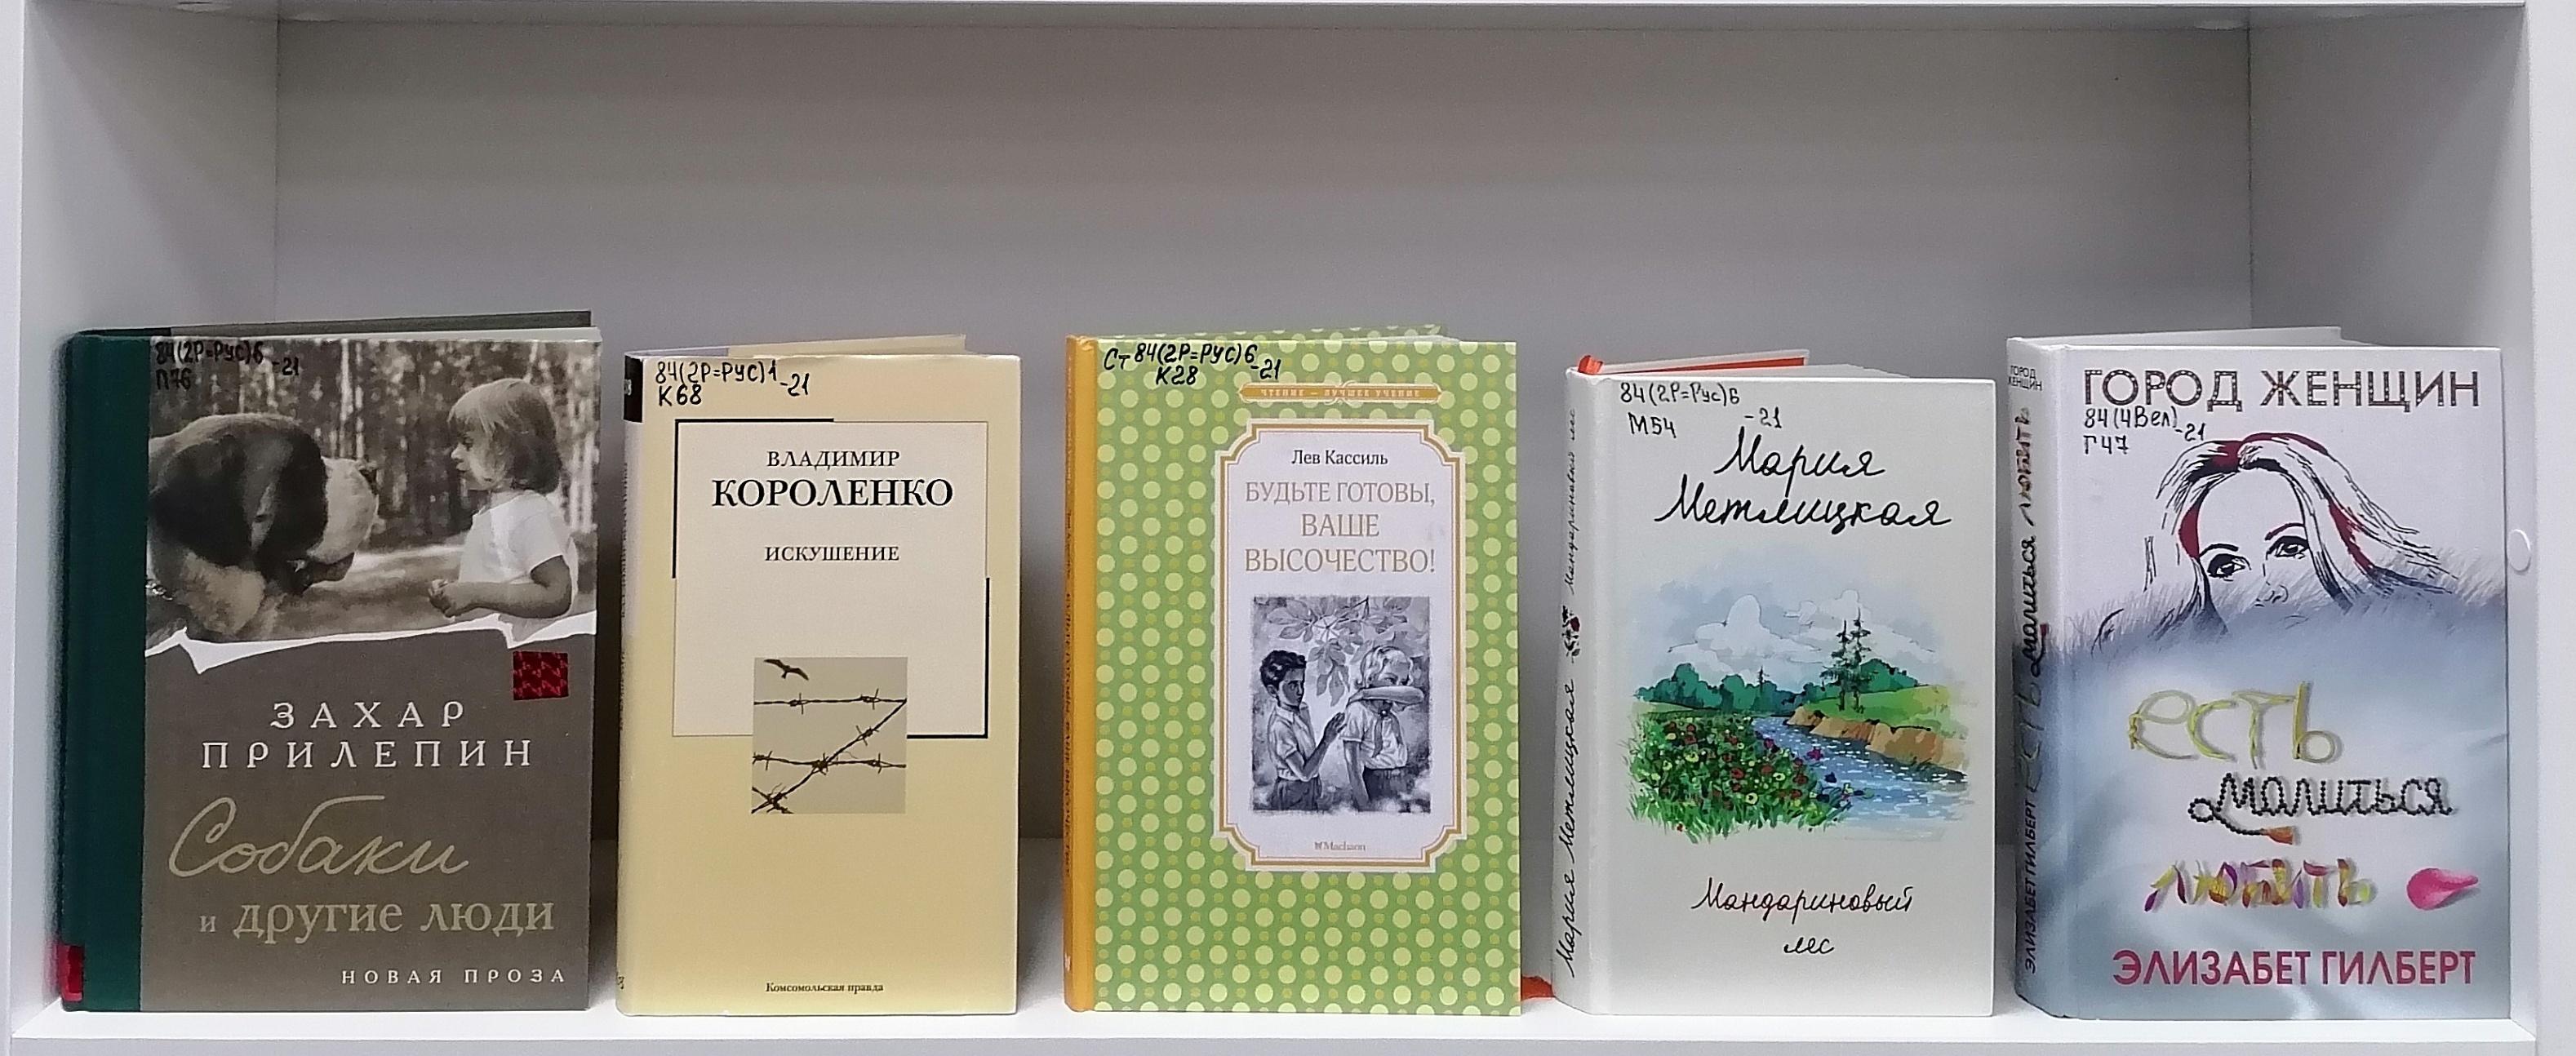 84(2Р=Рус)6
-21
П76
ЗАХАР
ПРИЛЕПИН
Собаки
и другие люди
НОВАЯ ПРОЗА
84(2Р=Рус)1
-21
К68
ВЛАДИМИР
КОРОЛЕНКО
ИСКУШЕНИЕ
Комсомольская правда
Ст 84(2Р=Рус)6
-21
К28
ЧТЕНИЕ – ЛУЧШЕЕ УЧЕНИЕ
Лев Кассиль
БУДЬТЕ ГОТОВЫ,
ВАШЕ
ВЫСОЧЕСТВО!
Machaon
Мария Метлицкая Мандариновый лес
84(2Р=Рус)6
-21
М54
Мария
Метлицкая
Мандариновый
лес
ГОРОД
ЖЕНЩИН
ЭЛИЗАБЕТ ГИЛБЕРТ ЕСТЬ МОЛИТЬСЯ ЛЮБИТЬ
ГОРОД ЖЕНЩИН
84(4Вел)
-21
Г47
есть
молиться
любить
ЭЛИЗАБЕТ ГИЛБЕРТ